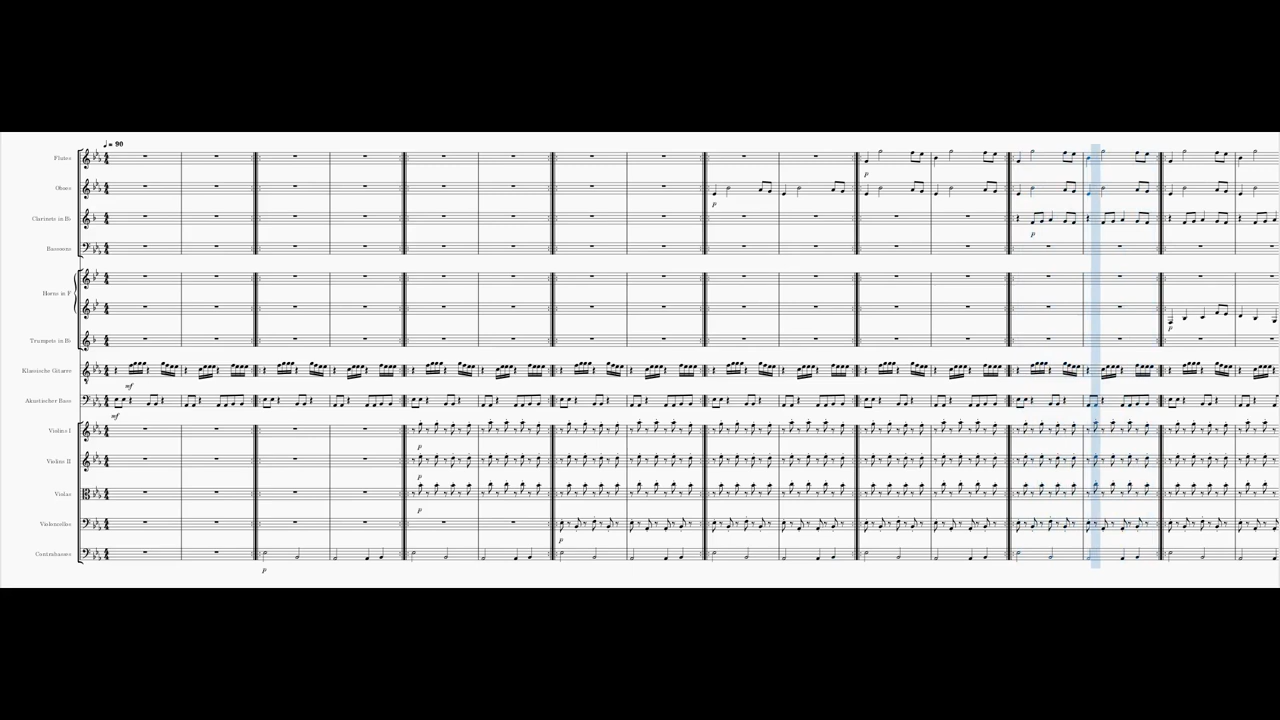 ♩= 90
Flutes
p
Oboes
p
Clarinets in B♭
p
Bassoons
Horns in F
p
Trumpets in B♭
Klassische Gitarre
mf
Akustischer Bass
mf
Violins I
p
Violins II
p
Violas
p
Violoncellos
p
Contrabasses
p